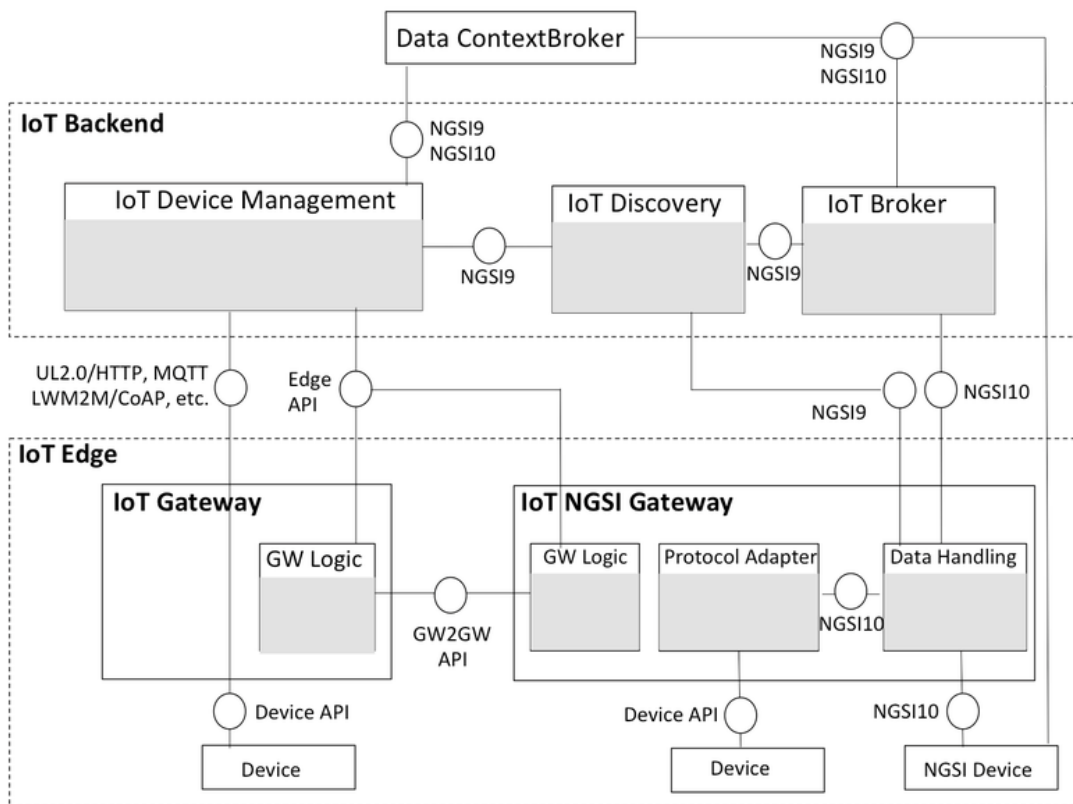 Data ContextBroker
NGSI9
NGSI10
IoT Backend
NGSI9
NGSI10
IoT Device Management
IoT Discovery
IoT Broker
NGSI9
NGSI9
UL2.0/HTTP, MQTT
LWM2M/CoAP, etc.
Edge
API
NGSI9
NGSI10
IoT Edge
IoT Gateway
IoT NGSI Gateway
GW Logic
GW Logic
Protocol Adapter
Data Handling
NGSI10
GW2GW
API
Device API
Device API
NGSI10
Device
Device
NGSI Device